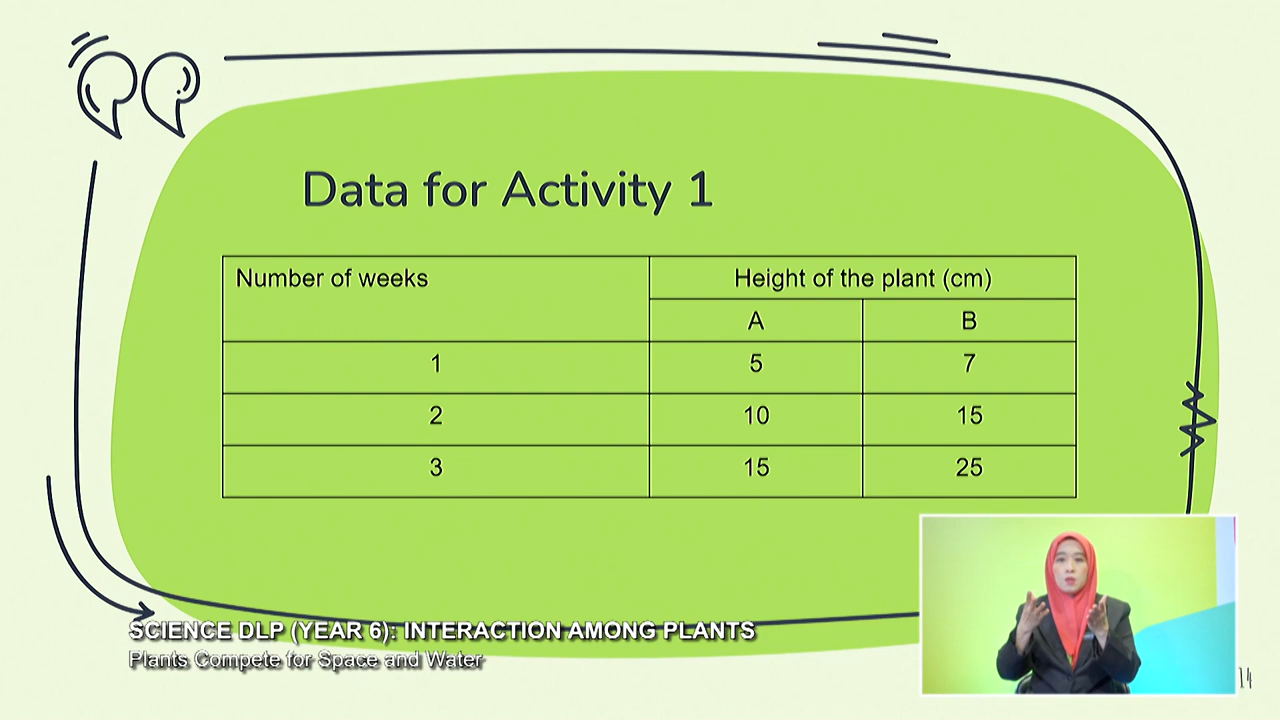 Data for Activity 1
Number of weeks
Height of the plant (cm)
A B
1 5 7
2 10 15
3 15 25
SCIENCE DLP (YEAR 6): INTERACTION AMONG PLANTS
Plants Compete for Space and Water
14